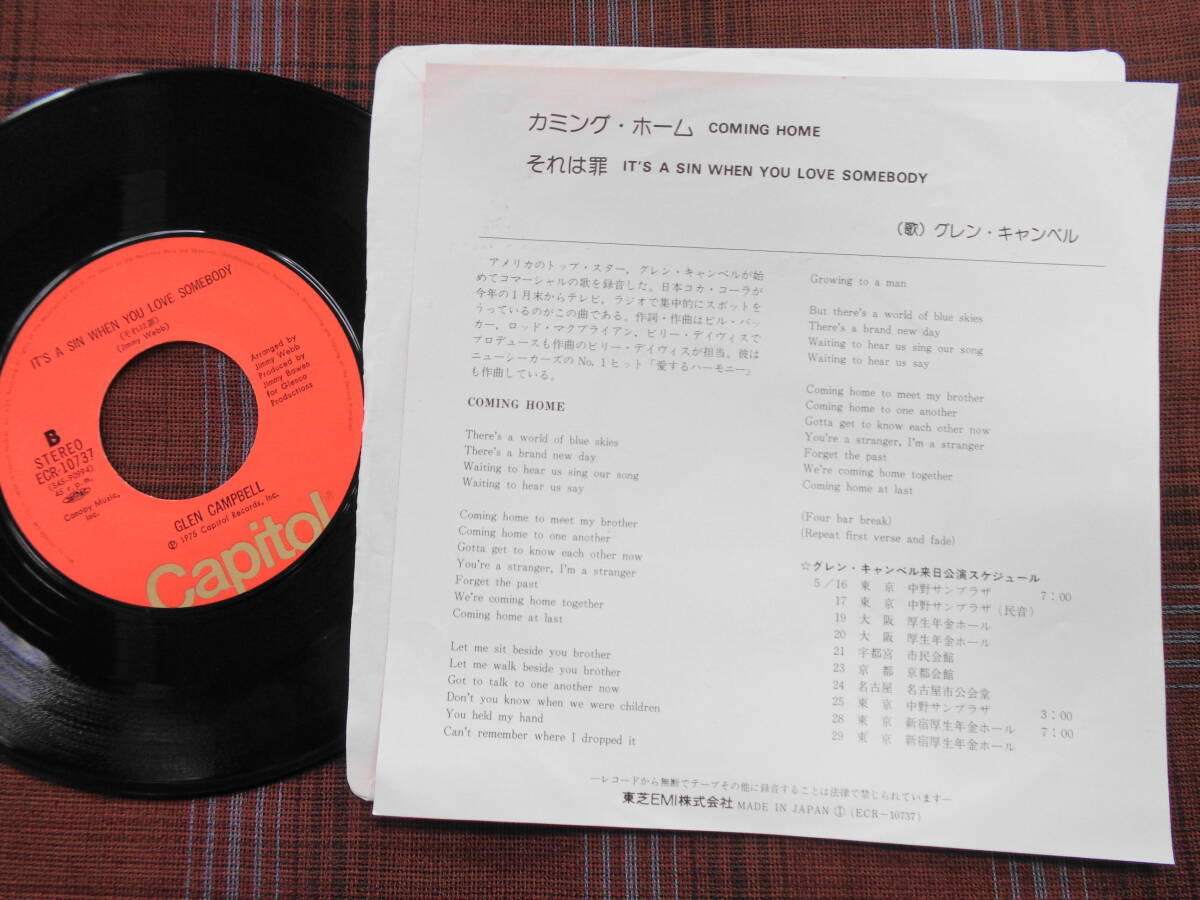 IT'S A SIN WHEN YOU LOVE SOMEBODY
(それは罪)
(Jimmy Webb)
Arranged by
Jimmy Webb
Produced by
Jimmy Bowen
for Glenco
Productions
B
STEREO
ECR-10737
(S45-90994)
45 r.p.m.
Canopy Music,
Inc.
GLEN CAMPBELL
Ⓟ 1975 Capitol Records, Inc.
Capitol®
カミング・ホーム COMING HOME
それは罪 IT'S A SIN WHEN YOU LOVE SOMEBODY
(歌) グレン・キャンベル
アメリカのトップ・スター，グレン・キャンベルが始
めてコマーシャルの歌を録音した。日本コカ・コーラが
今年の1月末からテレビ，ラジオで集中的にスポットを
うっているのがこの曲である。作詞・作曲はビル・バッ
カー，ロッド・マクブライアン，ビリー・デイヴィスで
プロデュースも作曲のビリー・デイヴィスが担当。彼は
ニューシーカーズの No. 1 ヒット「愛するハーモニー」
も作曲している。
COMING HOME
There's a world of blue skies
There's a brand new day
Waiting to hear us sing our song
Waiting to hear us say
Coming home to meet my brother
Coming home to one another
Gotta get to know each other now
You're a stranger, I'm a stranger
Forget the past
We're coming home together
Coming home at last
Let me sit beside you brother
Let me walk beside you brother
Got to talk to one another now
Don't you know when we were children
You held my hand
Can't remember where I dropped it
Growing to a man
But there's a world of blue skies
There's a brand new day
Waiting to hear us sing our song
Waiting to hear us say
Coming home to meet my brother
Coming home to one another
Gotta get to know each other now
You're a stranger, I'm a stranger
Forget the past
We're coming home together
Coming home at last
(Four bar break)
(Repeat first verse and fade)
☆グレン・キャンベル来日公演スケジュール
5／16 東 京 中野サンプラザ 7：00
17 東 京 中野サンプラザ (民音)
19 大 阪 厚生年金ホール
20 大 阪 厚生年金ホール
21 宇都宮 市民会館
23 京 都 京都会館
24 名古屋 名古屋市公会堂
25 東 京 中野サンプラザ 3：00
28 東 京 新宿厚生年金ホール 7：00
29 東 京 新宿厚生年金ホール
―レコードから無断でテープその他に録音することは法律で禁じられています―
東芝EMI株式会社 MADE IN JAPAN ① (ECR－10737)